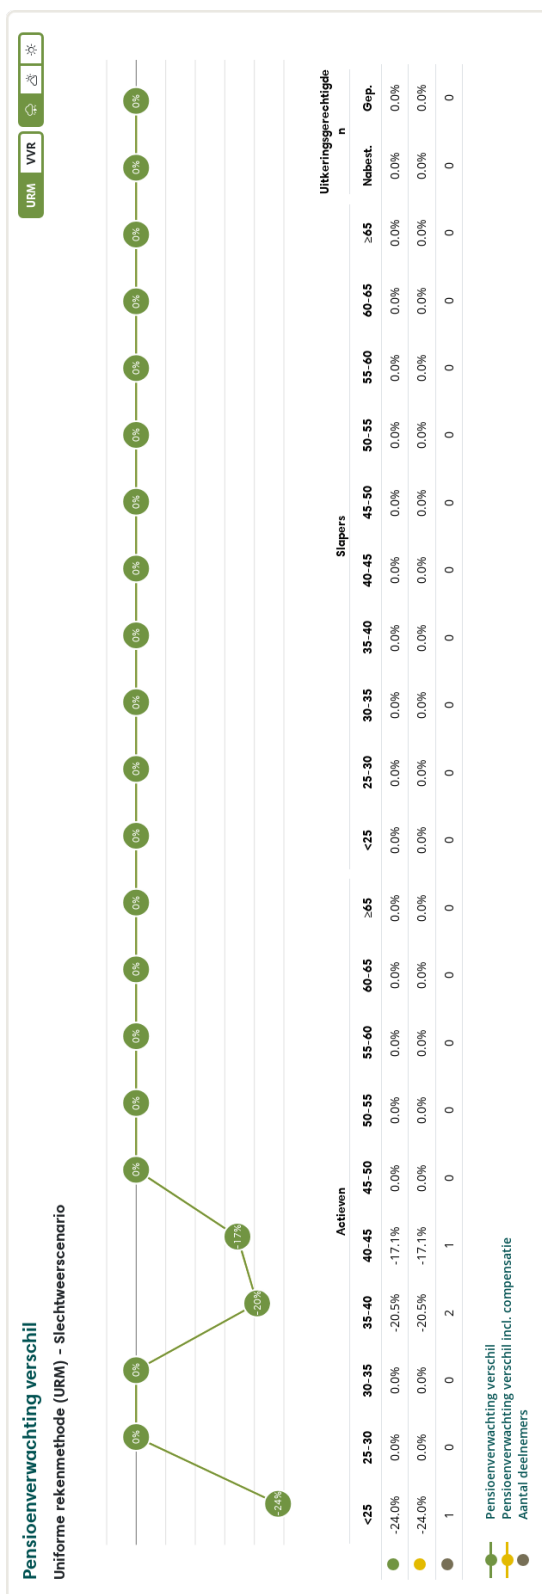 Pensioenverwachting verschil
Uniforme rekenmethode (URM) - Slechtweerscenario
URM VVR
-24% 0% 0% -20% -17% 0% 0% 0% 0% 0% 0% 0% 0% 0% 0% 0% 0% 0% 0% 0% 0% 0%
Actieven Slapers Uitkeringsgerechtigde
n
<25 25-30 30-35 35-40 40-45 45-50 50-55 55-60 60-65 ≥65 <25 25-30 30-35 35-40 40-45 45-50 50-55 55-60 60-65 ≥65 Nabest. Gep.
-24.0% 0.0% 0.0% -20.5% -17.1% 0.0% 0.0% 0.0% 0.0% 0.0% 0.0% 0.0% 0.0% 0.0% 0.0% 0.0% 0.0% 0.0% 0.0% 0.0% 0.0% 0.0%
-24.0% 0.0% 0.0% -20.5% -17.1% 0.0% 0.0% 0.0% 0.0% 0.0% 0.0% 0.0% 0.0% 0.0% 0.0% 0.0% 0.0% 0.0% 0.0% 0.0% 0.0% 0.0%
1 0 0 2 1 0 0 0 0 0 0 0 0 0 0 0 0 0 0 0 0 0
Pensioenverwachting verschil
Pensioenverwachting verschil incl. compensatie
Aantal deelnemers